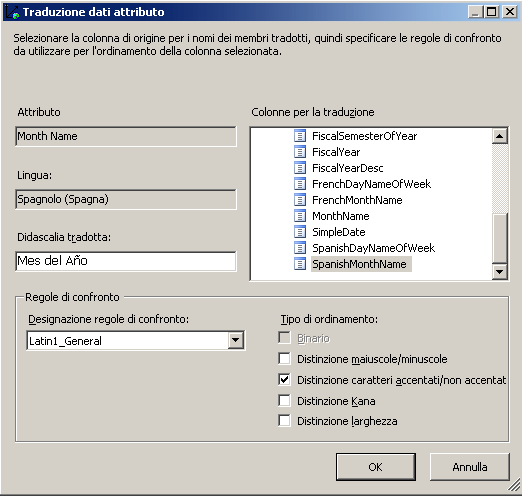 Traduzione dati attributo
Selezionare la colonna di origine per i nomi dei membri tradotti, quindi specificare le regole di confronto
da utilizzare per l'ordinamento della colonna selezionata.
Attributo
Month Name
Lingua:
Spagnolo (Spagna)
Didascalia tradotta:
Mes del Año
Colonne per la traduzione
FiscalSemesterOfYear
FiscalYear
FiscalYearDesc
FrenchDayNameOfWeek
FrenchMonthName
MonthName
SimpleDate
SpanishDayNameOfWeek
SpanishMonthName
Regole di confronto
Designazione regole di confronto:
Latin1_General
Tipo di ordinamento:
Binario
Distinzione maiuscole/minuscole
Distinzione caratteri accentati/non accentat
Distinzione Kana
Distinzione larghezza
OK
Annulla